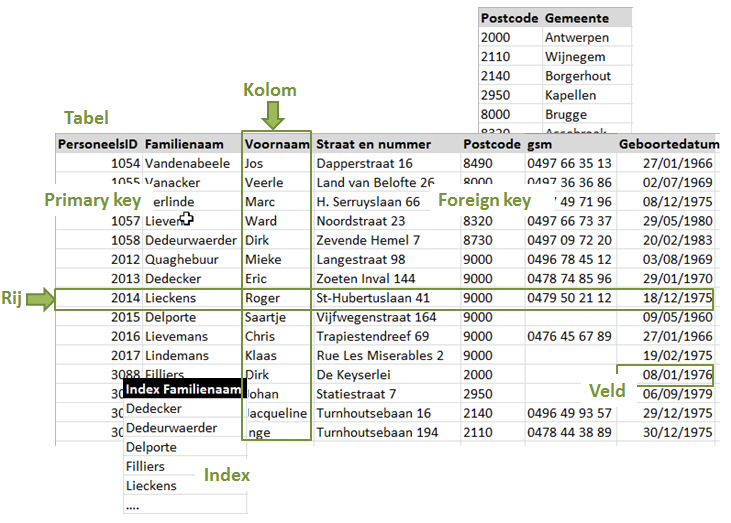 Postcode Gemeente
2000 Antwerpen
2110 Wijnegem
2140 Borgerhout
2950 Kapellen
8000 Brugge
Kolom
Tabel
PersoneelsID Familienaam Voornaam Straat en nummer Postcode gsm Geboortedatum
1054 Vandenabeele Jos Dapperstraat 16 8490 0497 66 35 13 27/01/1966
1055 Vanacker Veerle Land van Belofte 26 8000 0497 36 36 86 02/07/1969
Primary key erlinde Marc H. Serruyslaan 66 Foreign key 49 71 96 08/12/1975
1057 Lieven Ward Noordstraat 23 8320 0497 66 73 37 29/05/1980
1058 Dedeurwaerder Dirk Zevende Hemel 7 8730 0497 09 72 20 20/02/1983
2012 Quaghebuur Mieke Langestraat 98 9000 0496 78 45 12 03/08/1969
2013 Dedecker Eric Zoeten Inval 144 9000 0478 74 85 96 29/01/1970
Rij 2014 Lieckens Roger St-Hubertuslaan 41 9000 0479 50 21 12 18/12/1975
2015 Delporte Saartje Vijfwegenstraat 164 9000 09/05/1960
2016 Lievemans Chris Trapiestendreef 69 9000 0476 45 67 89 27/01/1966
2017 Lindemans Klaas Rue Les Miserables 2 9000 19/02/1975
3088 Filliers Dirk De Keyserlei 2000 08/01/1976
30 Johan Statiestraat 7 2950 Veld 06/09/1979
30 Jacqueline Turnhoutsebaan 16 2140 0496 49 93 57 29/12/1975
30 Inge Turnhoutsebaan 194 2110 0478 44 38 89 30/12/1975
Index Familienaam
Dedecker
Dedeurwaerder
Delporte
Filliers
Lieckens
....
Index